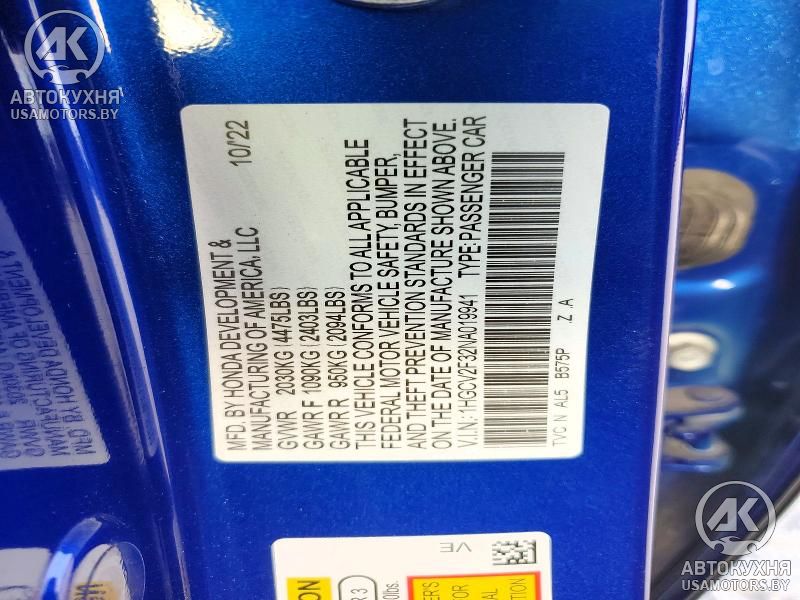 АК
АВТОКУХНЯ
USAMOTORS.BY
MFD. BY HONDA DEVELOPMENT & 10/22
MANUFACTURING OF AMERICA, LLC
GVWR 2030KG (4475LBS)
GAWR F 1090KG (2403LBS)
GAWR R 950KG (2094LBS)
THIS VEHICLE CONFORMS TO ALL APPLICABLE
FEDERAL MOTOR VEHICLE SAFETY, BUMPER,
AND THEFT PREVENTION STANDARDS IN EFFECT
ON THE DATE OF MANUFACTURE SHOWN ABOVE.
V.I.N.: 1HGCV2F32NA019941 TYPE:PASSENGER CAR
TVC N AL5 B575P .Z .A
VE
АК
АВТОКУХНЯ
USAMOTORS.BY